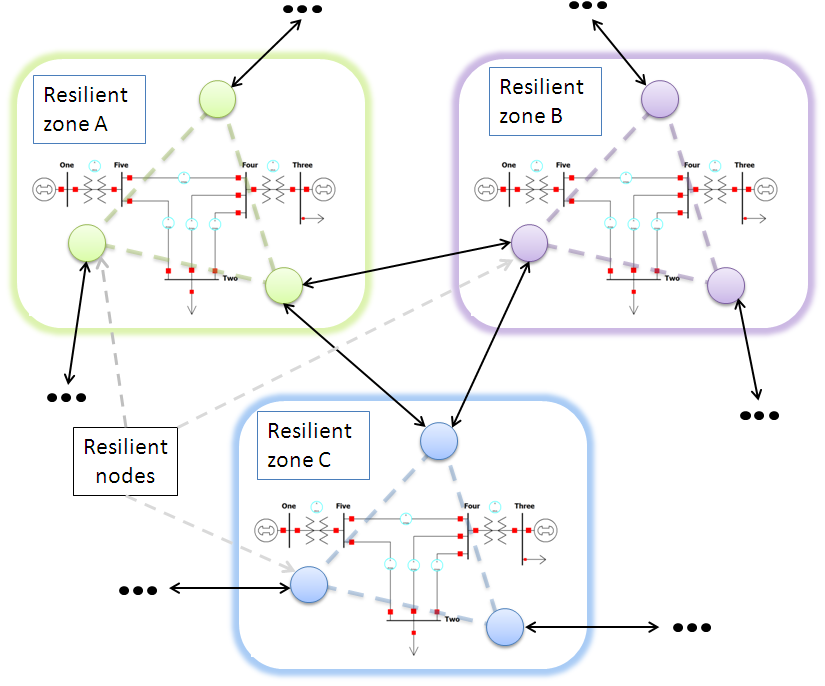 Resilient
zone A
One
Five
Four
Three
Two
Resilient
zone B
One
Five
Four
Three
Two
Resilient
nodes
Resilient
zone C
One
Five
Four
Three
Two